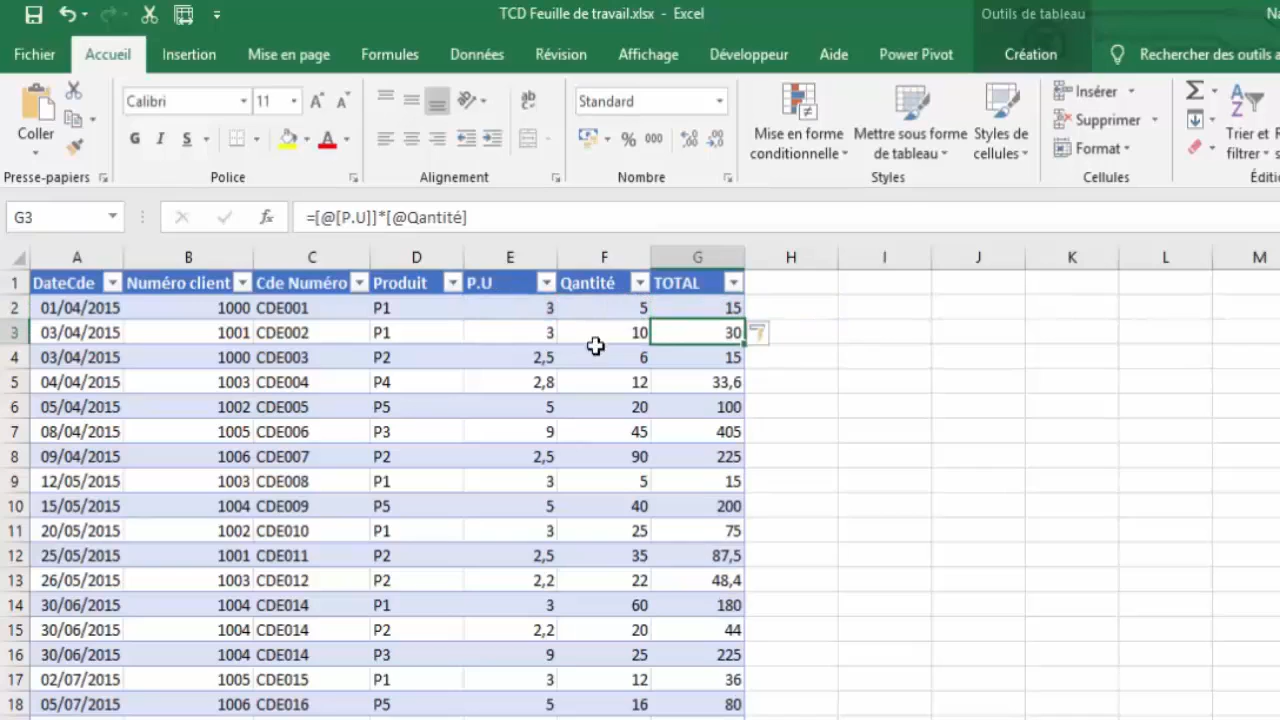 TCD Feuille de travail.xlsx - Excel
Outils de tableau
Fichier Accueil Insertion Mise en page Formules Données Révision Affichage Développeur Aide Power Pivot Création Rechercher des outils a
Coller
Calibri 11
G I S
ab c
Standard
% 000
Mise en forme conditionnelle
Mettre sous forme de tableau
Styles de cellules
Insérer
Supprimer
Format
Σ
A Z
Trier et filtrer
Presse-papiers Police Alignement Nombre Styles Cellules Éditi
G3 fx =[@[P.U]]*[@Qantité]
A B C D E F G H I J K L M
1 DateCde Numéro client Cde Numéro Produit P.U Qantité TOTAL
2 01/04/2015 1000 CDE001 P1 3 5 15
3 03/04/2015 1001 CDE002 P1 3 10 30
4 03/04/2015 1000 CDE003 P2 2,5 6 15
5 04/04/2015 1003 CDE004 P4 2,8 12 33,6
6 05/04/2015 1002 CDE005 P5 5 20 100
7 08/04/2015 1005 CDE006 P3 9 45 405
8 09/04/2015 1006 CDE007 P2 2,5 90 225
9 12/05/2015 1003 CDE008 P1 3 5 15
10 15/05/2015 1004 CDE009 P5 5 40 200
11 20/05/2015 1002 CDE010 P1 3 25 75
12 25/05/2015 1001 CDE011 P2 2,5 35 87,5
13 26/05/2015 1003 CDE012 P2 2,2 22 48,4
14 30/06/2015 1004 CDE014 P1 3 60 180
15 30/06/2015 1004 CDE014 P2 2,2 20 44
16 30/06/2015 1004 CDE014 P3 9 25 225
17 02/07/2015 1005 CDE015 P1 3 12 36
18 05/07/2015 1006 CDE016 P5 5 16 80